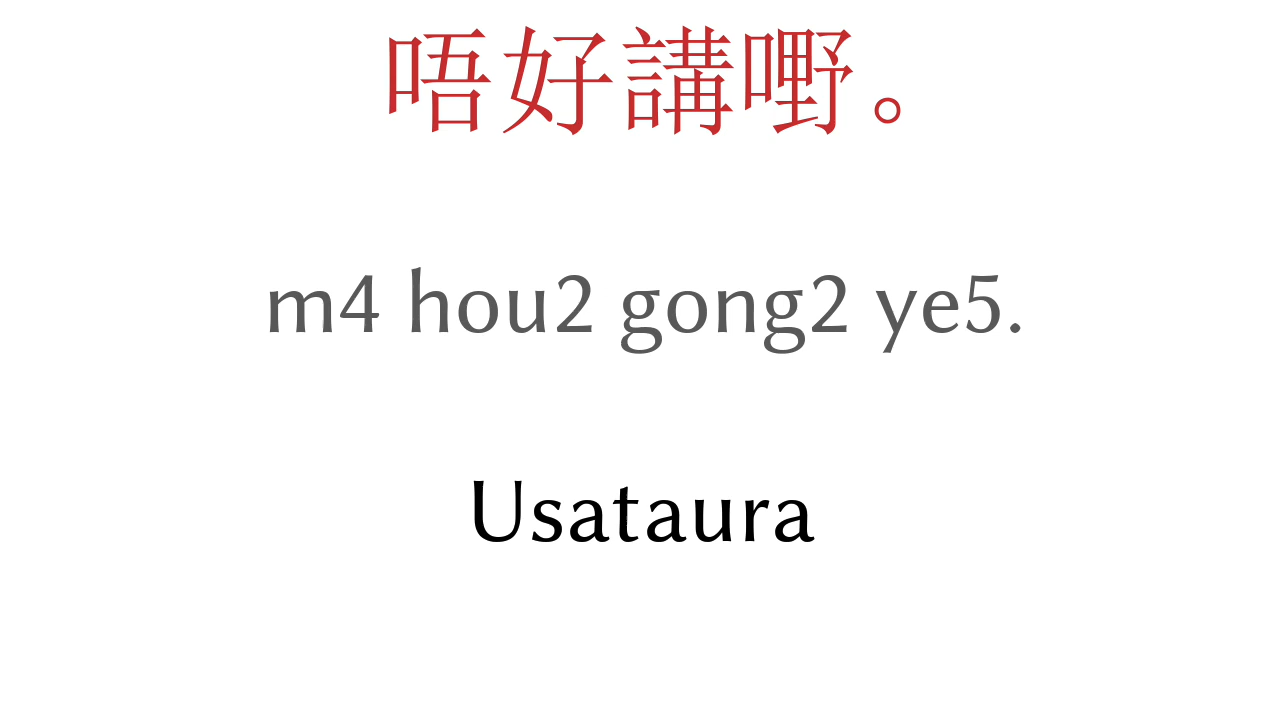 唔好講嘢。
m4 hou2 gong2 ye5.
Usataura